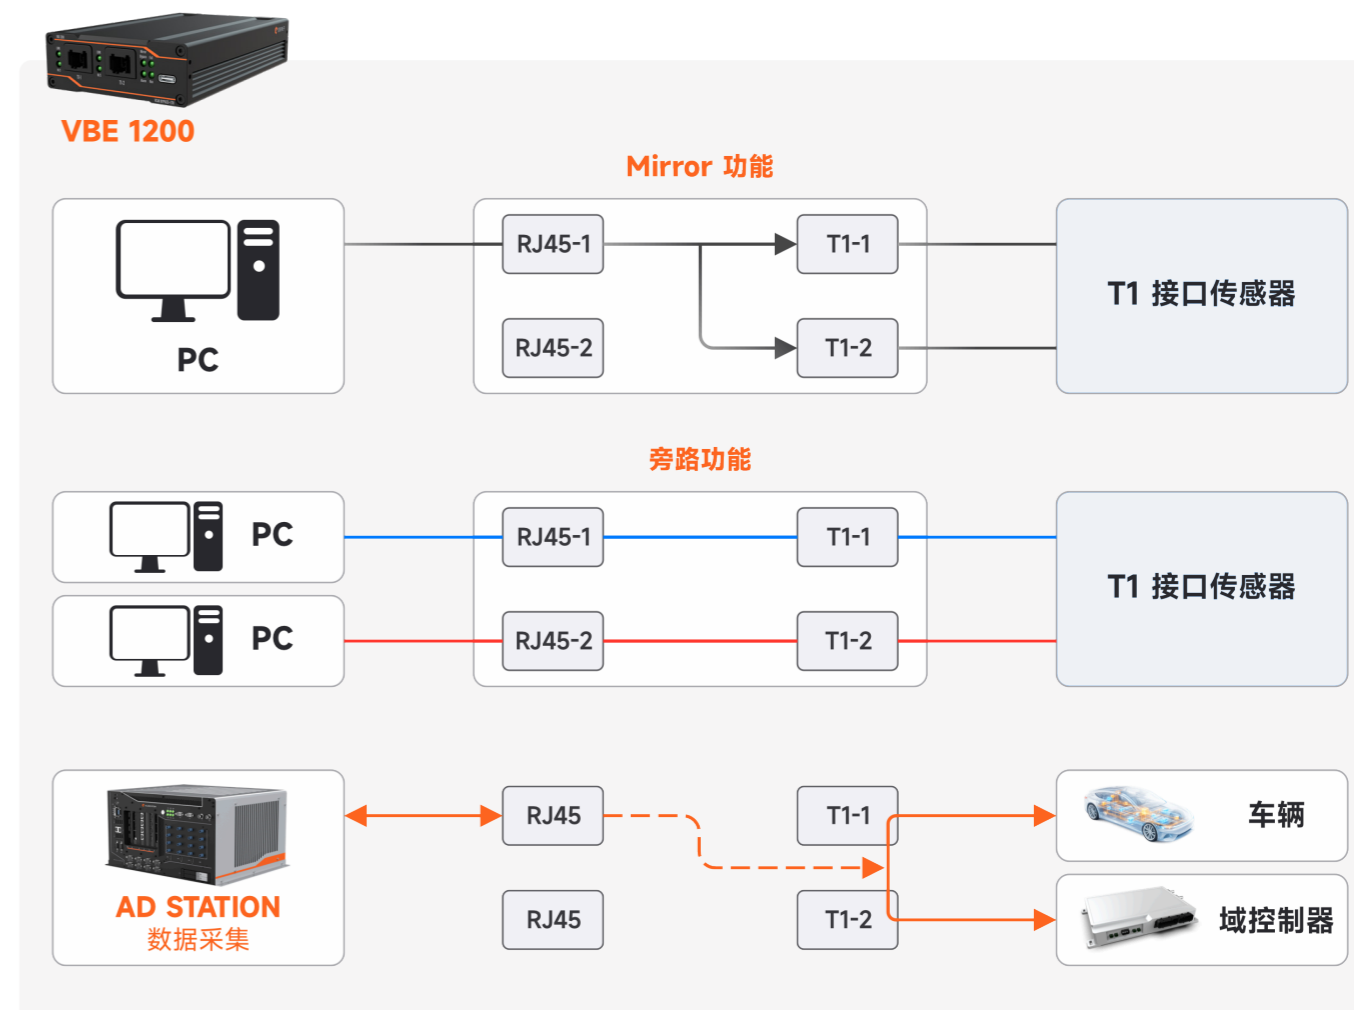 VBE 1200
Mirror 功能
PC
RJ45-1
T1-1
RJ45-2
T1-2
T1 接口传感器
旁路功能
PC
RJ45-1
T1-1
PC
RJ45-2
T1-2
T1 接口传感器
AD STATION
数据采集
RJ45
T1-1
车辆
RJ45
T1-2
域控制器